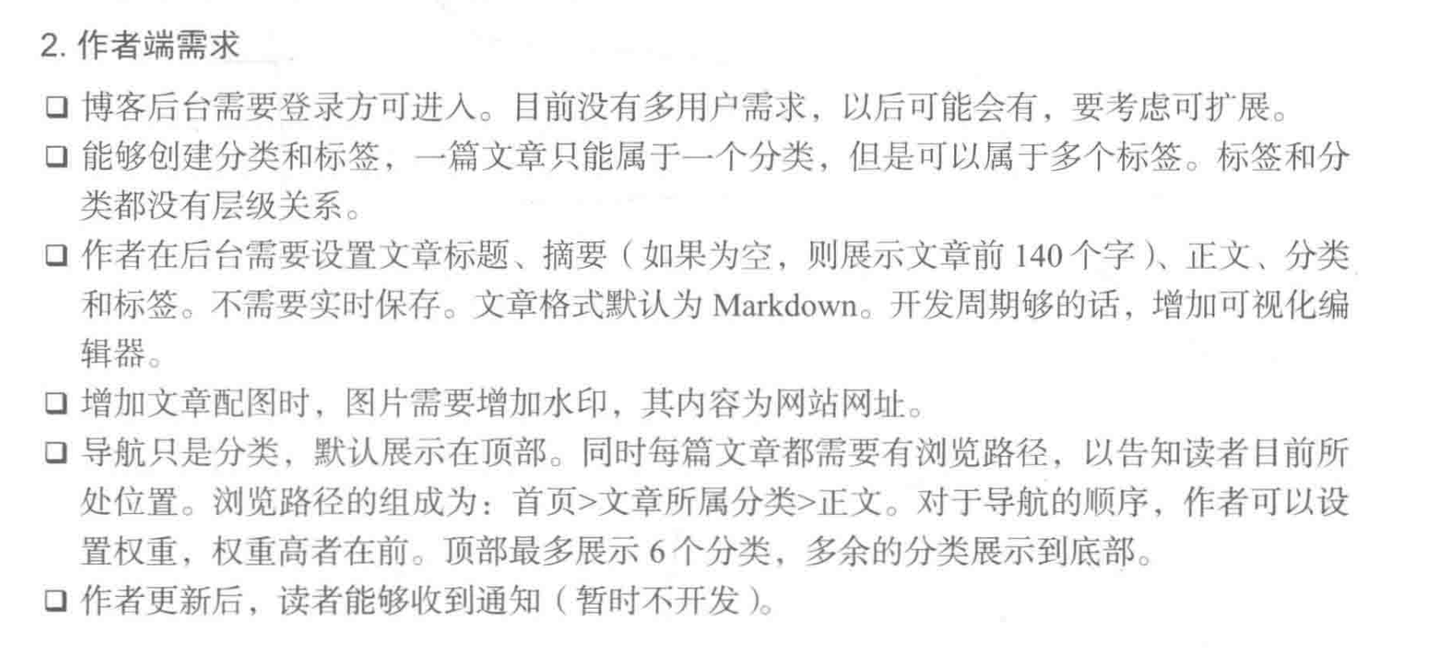 2. 作者端需求
❑ 博客后台需要登录方可进入。目前没有多用户需求，以后可能会有，要考虑可扩展。
❑ 能够创建分类和标签，一篇文章只能属于一个分类，但是可以属于多个标签。标签和分
类都没有层级关系。
❑ 作者在后台需要设置文章标题、摘要（如果为空，则展示文章前 140 个字）、正文、分类
和标签。不需要实时保存。文章格式默认为 Markdown。开发周期够的话，增加可视化编
辑器。
❑ 增加文章配图时，图片需要增加水印，其内容为网站网址。
❑ 导航只是分类，默认展示在顶部。同时每篇文章都需要有浏览路径，以告知读者目前所
处位置。浏览路径的组成为：首页>文章所属分类>正文。对于导航的顺序，作者可以设
置权重，权重高者在前。顶部最多展示 6 个分类，多余的分类展示到底部。
❑ 作者更新后，读者能够收到通知（暂时不开发）。